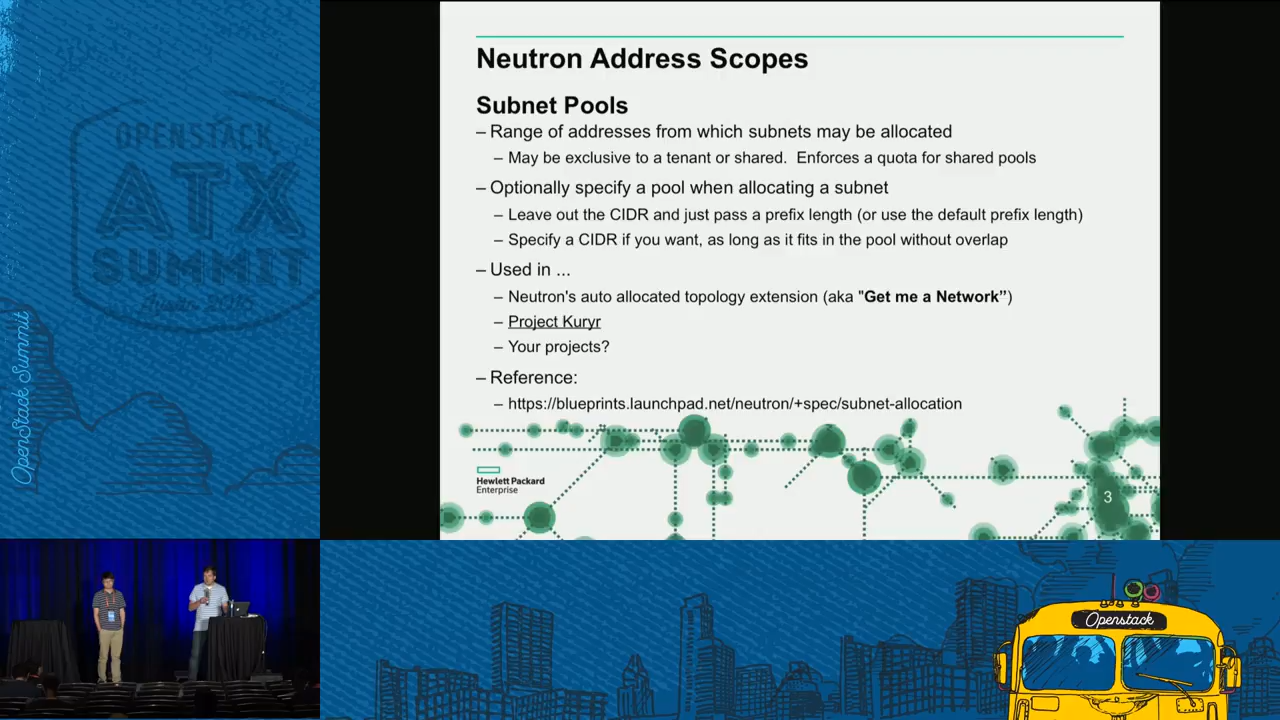 Neutron Address Scopes
Subnet Pools
– Range of addresses from which subnets may be allocated
– May be exclusive to a tenant or shared.  Enforces a quota for shared pools
– Optionally specify a pool when allocating a subnet
– Leave out the CIDR and just pass a prefix length (or use the default prefix length)
– Specify a CIDR if you want, as long as it fits in the pool without overlap
– Used in ...
– Neutron's auto allocated topology extension (aka "Get me a Network”)
– Project Kuryr
– Your projects?
– Reference:
– https://blueprints.launchpad.net/neutron/+spec/subnet-allocation
Hewlett Packard
Enterprise
3
OPENSTACK
ATX
SUMMIT
OpenStack Summit
Openstack